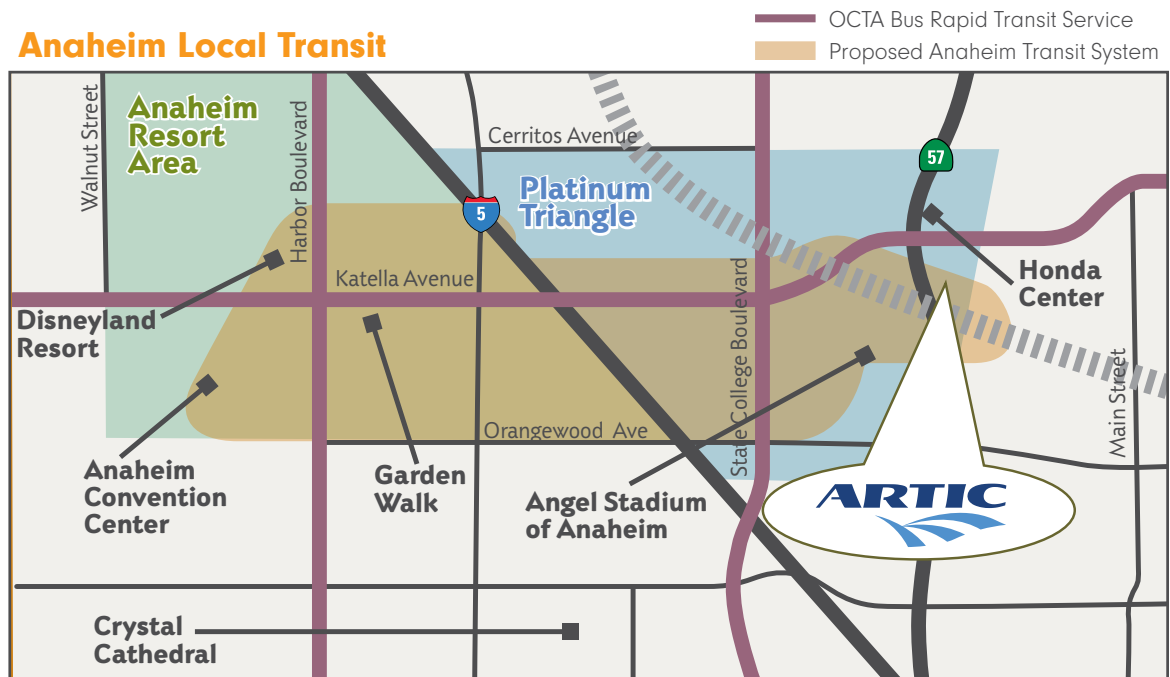 OCTA Bus Rapid Transit Service
Anaheim Local Transit
Proposed Anaheim Transit System
Walnut Street
Anaheim
Resort
Area
Harbor Boulevard
Cerritos Avenue
57
Platinum
Triangle
5
Katella Avenue
Honda
Center
Disneyland
Resort
State College Boulevard
Main Street
Orangewood Ave
Anaheim
Convention
Center
Garden
Walk
Angel Stadium
of Anaheim
ARTIC
Crystal
Cathedral